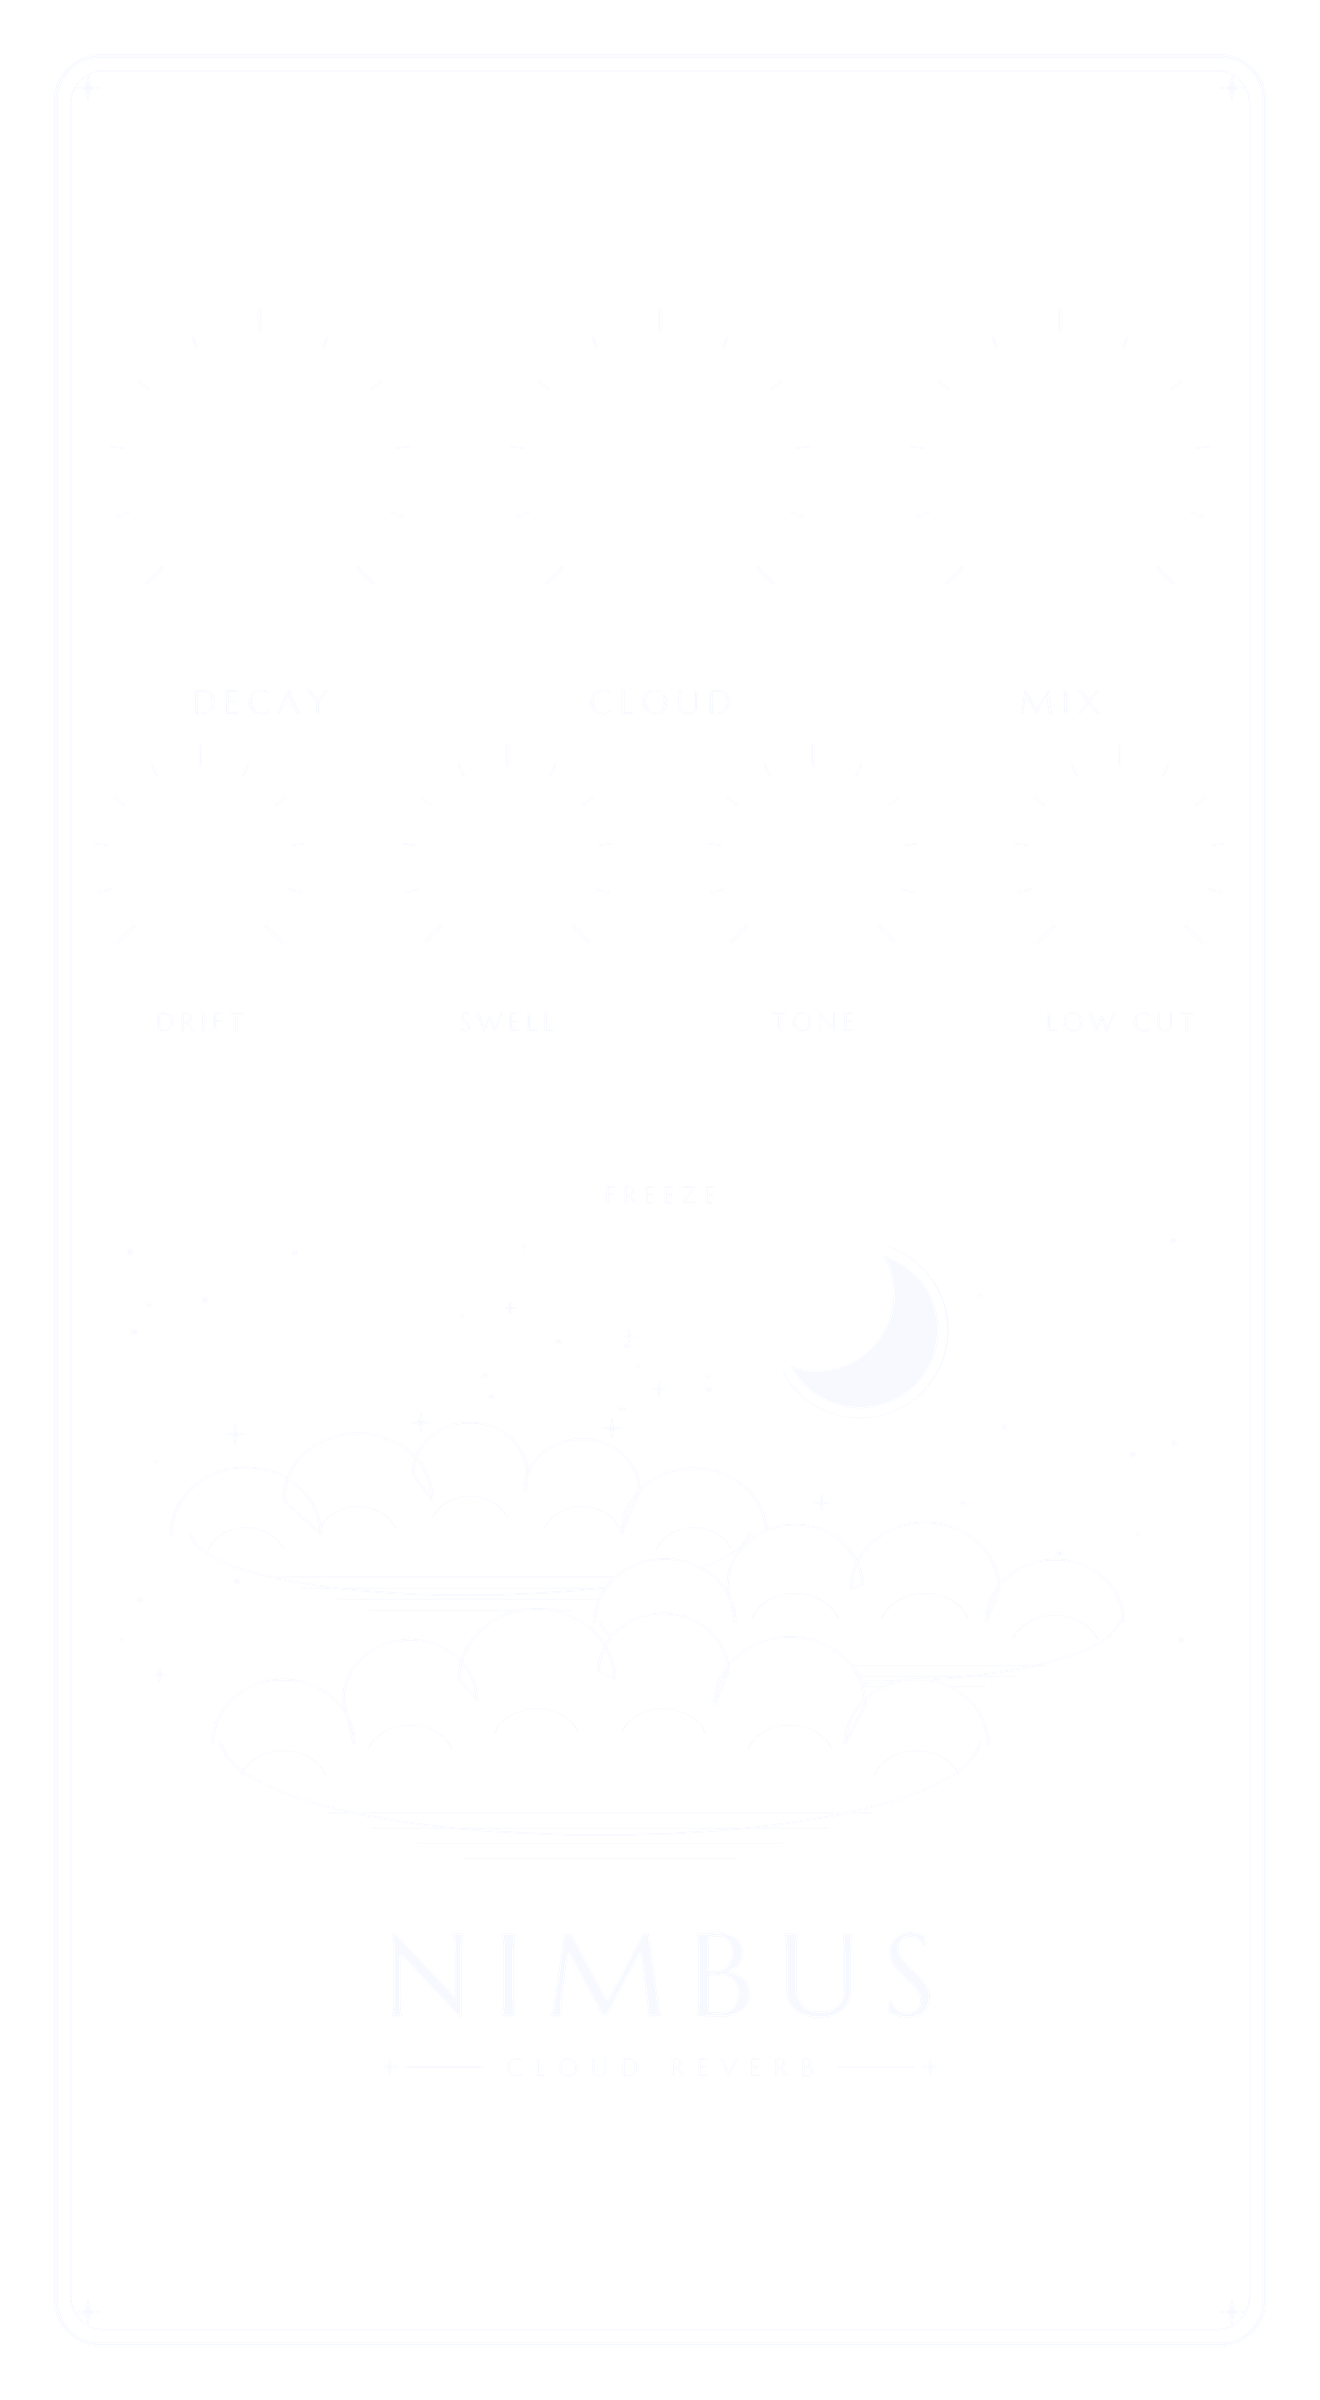 DECAY CLOUD MIX
DRIFT SWELL TONE LOW CUT
FREEZE
NIMBUS
CLOUD REVERB